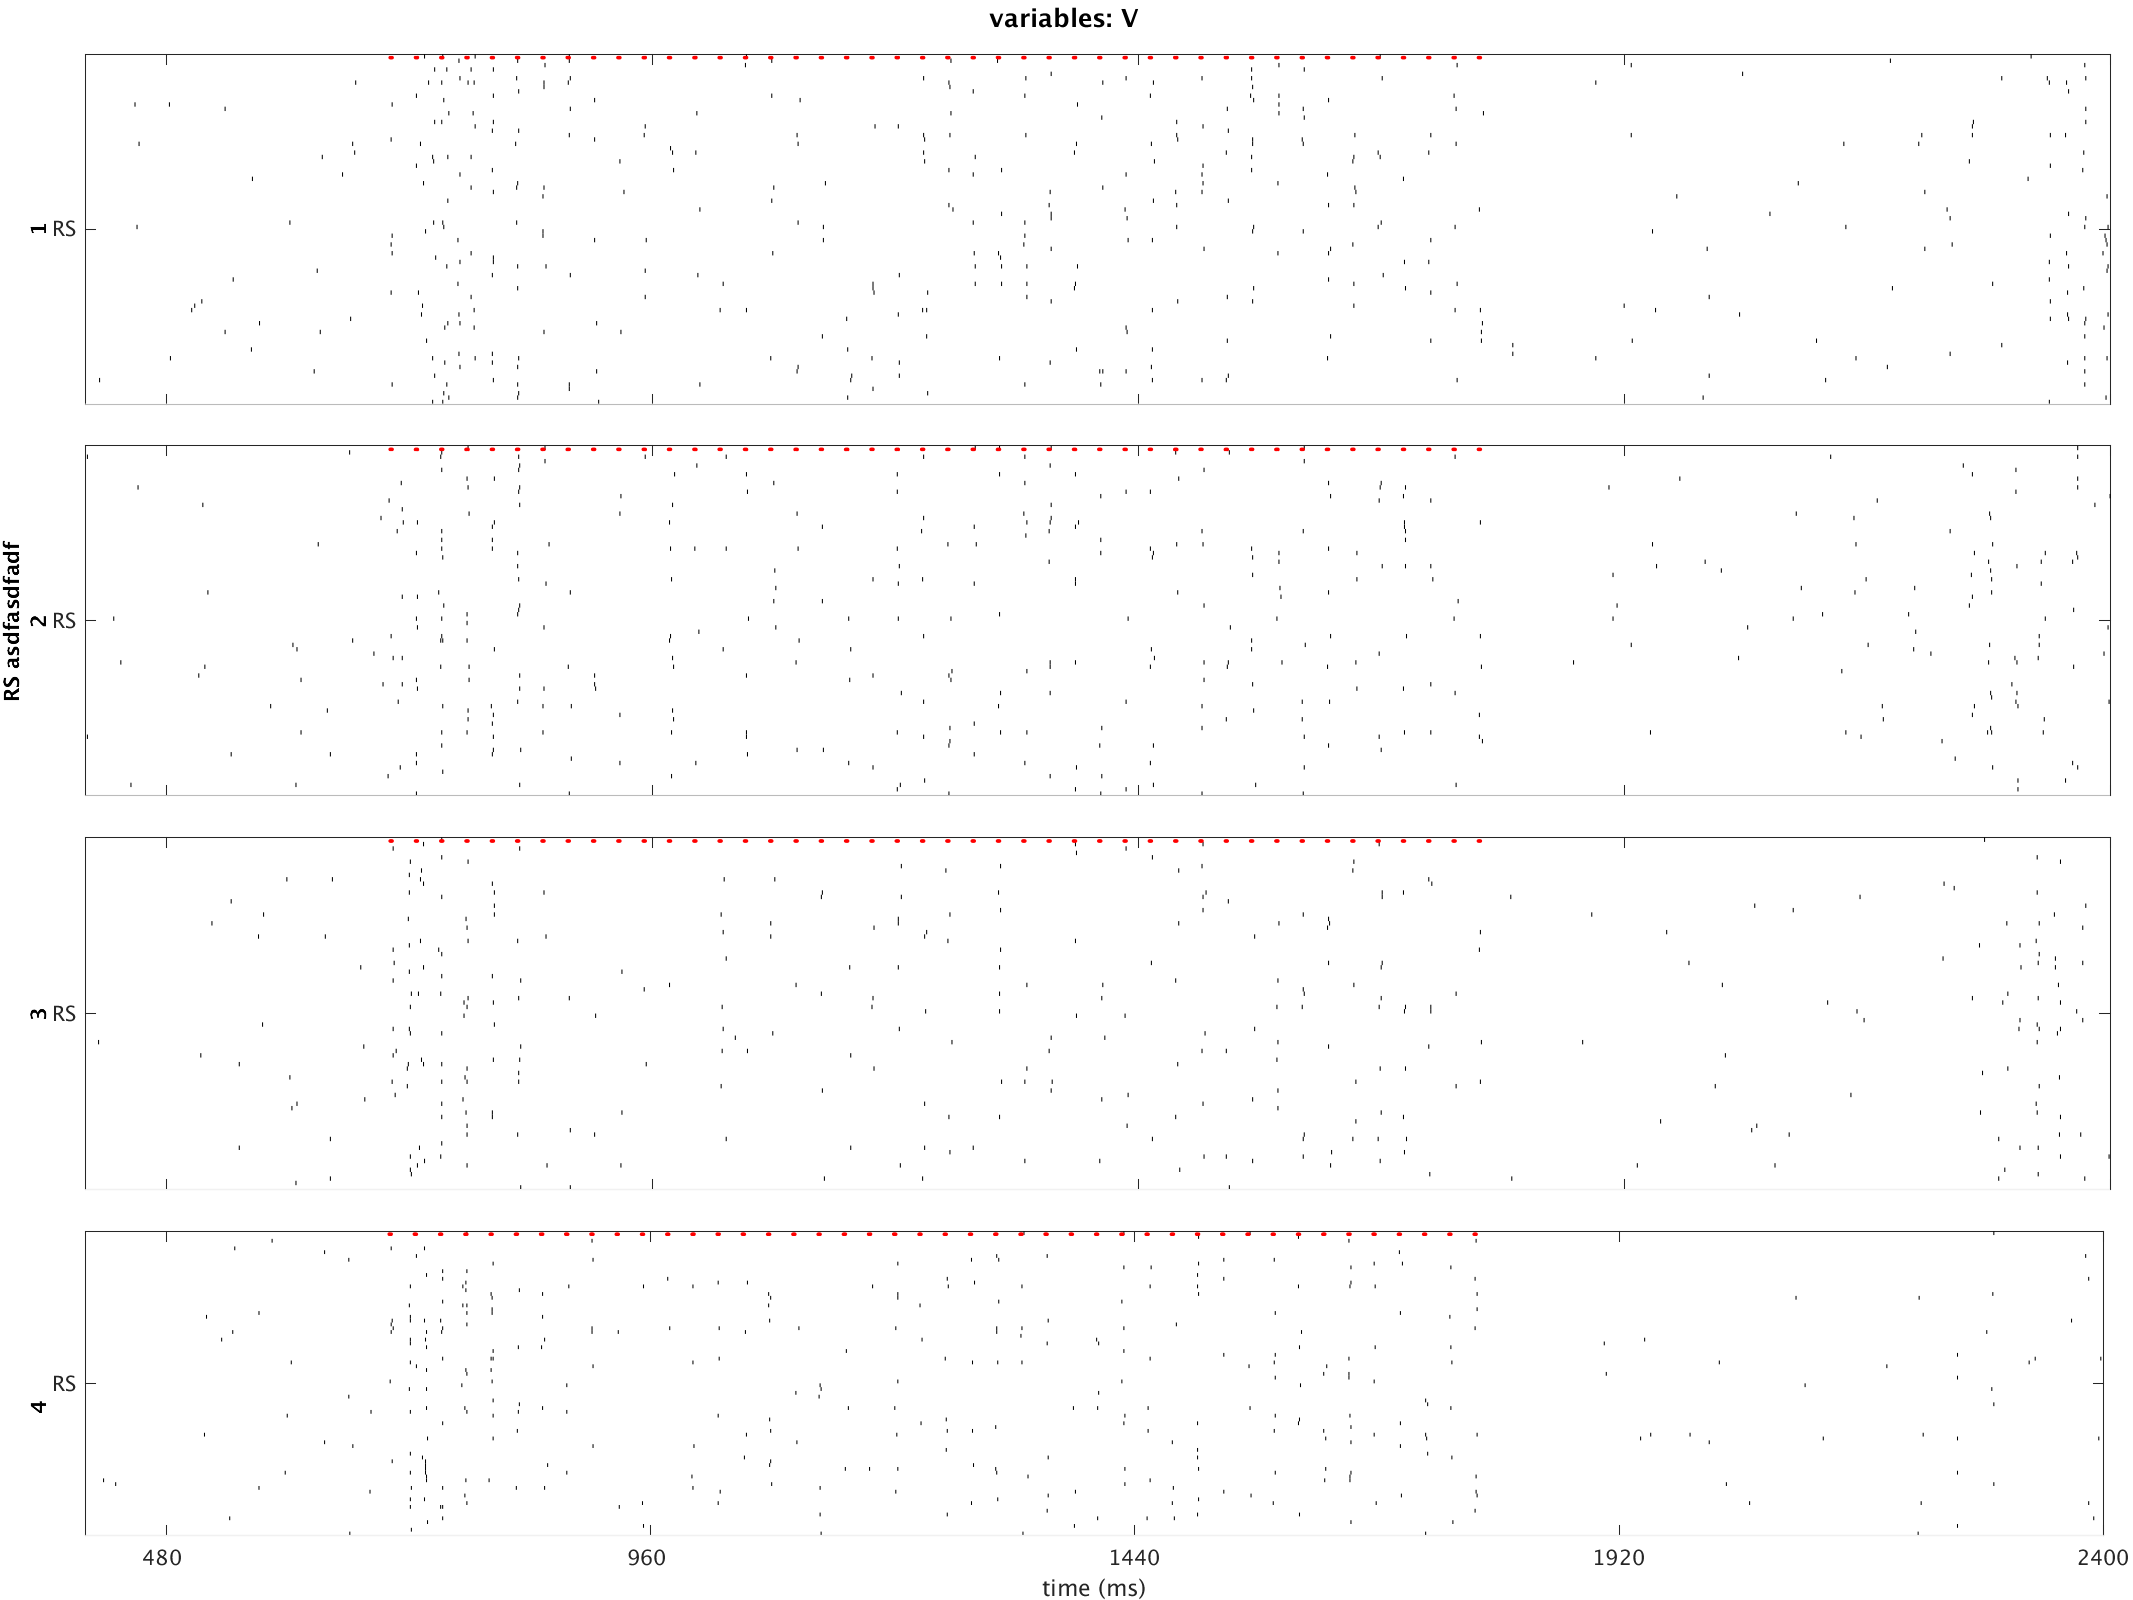 variables: V
RS asdfasdfadf
1 RS
2 RS
3 RS
4 RS
480 960 1440 1920 2400
time (ms)